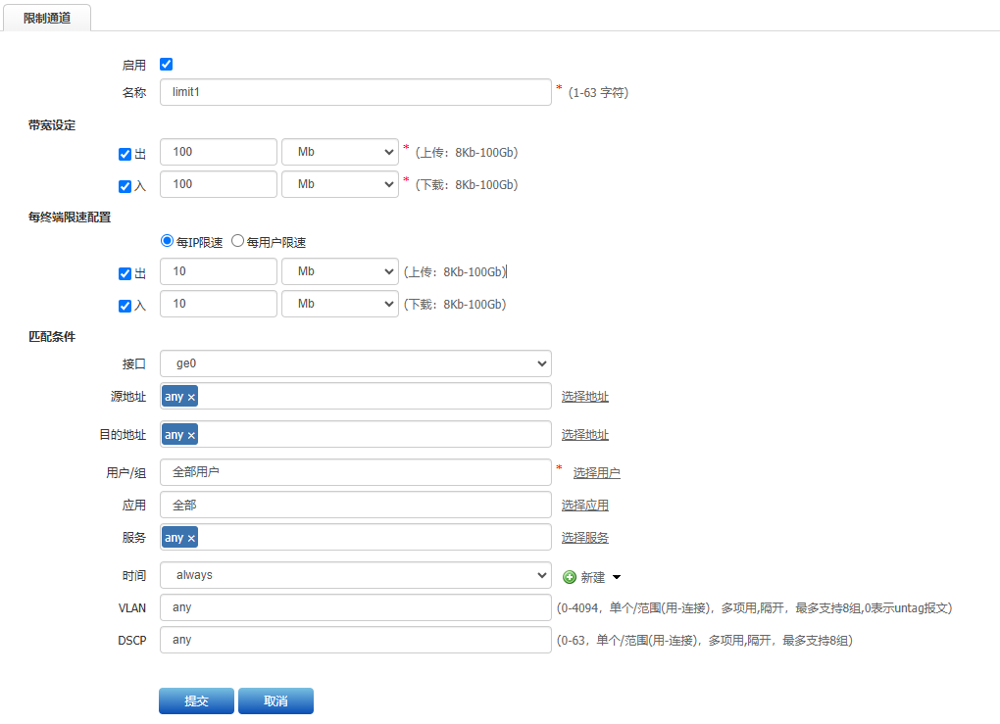 限制通道
启用
名称 limit1 * (1-63 字符)
带宽设定
出 100 Mb * (上传：8Kb-100Gb)
入 100 Mb * (下载：8Kb-100Gb)
每终端限速配置
每IP限速 每用户限速
出 10 Mb (上传：8Kb-100Gb)
入 10 Mb (下载：8Kb-100Gb)
匹配条件
接口 ge0
源地址 any × 选择地址
目的地址 any × 选择地址
用户/组 全部用户 * 选择用户
应用 全部 选择应用
服务 any × 选择服务
时间 always 新建
VLAN any (0-4094，单个/范围(用-连接)，多项用,隔开，最多支持8组,0表示untag报文)
DSCP any (0-63，单个/范围(用-连接)，多项用,隔开，最多支持8组)
提交 取消